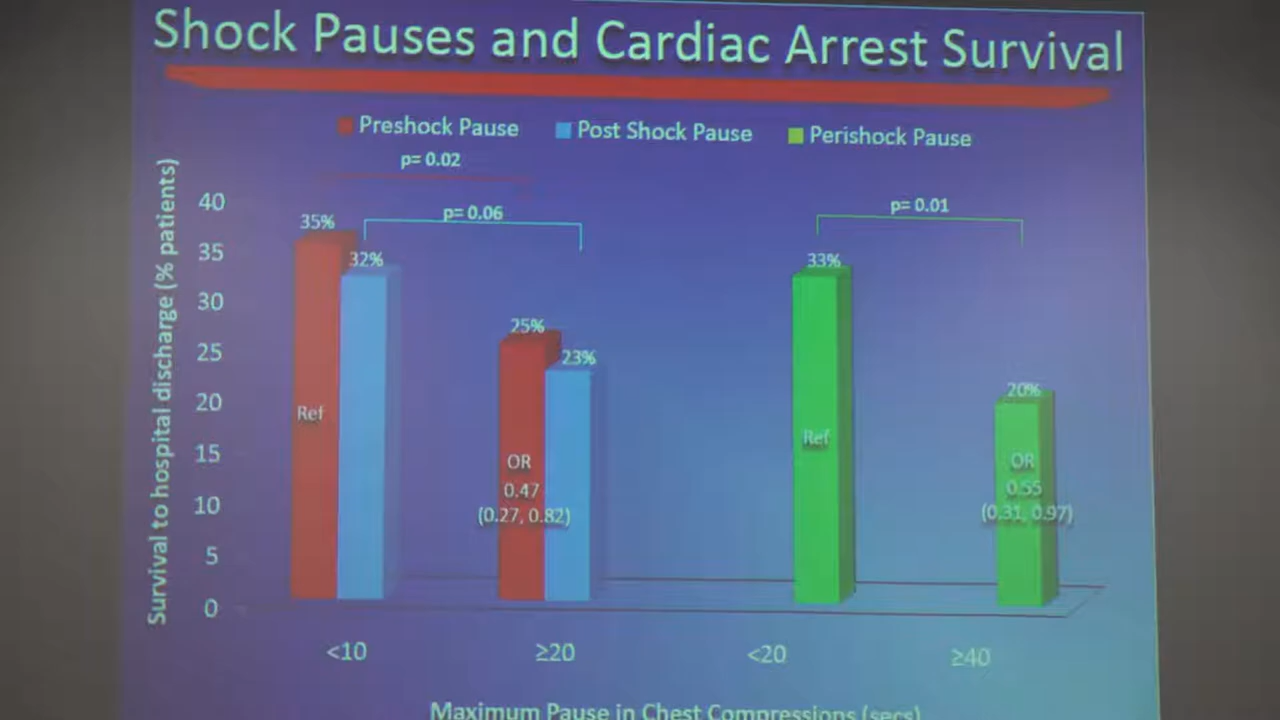 Shock Pauses and Cardiac Arrest Survival
Preshock Pause
Post Shock Pause
Perishock Pause
p= 0.02
p= 0.06
p= 0.01
Survival to hospital discharge (% patients)
40
35
30
25
20
15
10
5
0
35%
32%
25%
23%
33%
20%
Ref
OR
0.47
(0.27, 0.82)
Ref
OR
0.55
(0.31, 0.97)
<10
≥20
<20
≥40
Maximum Pause in Chest Compressions (secs)